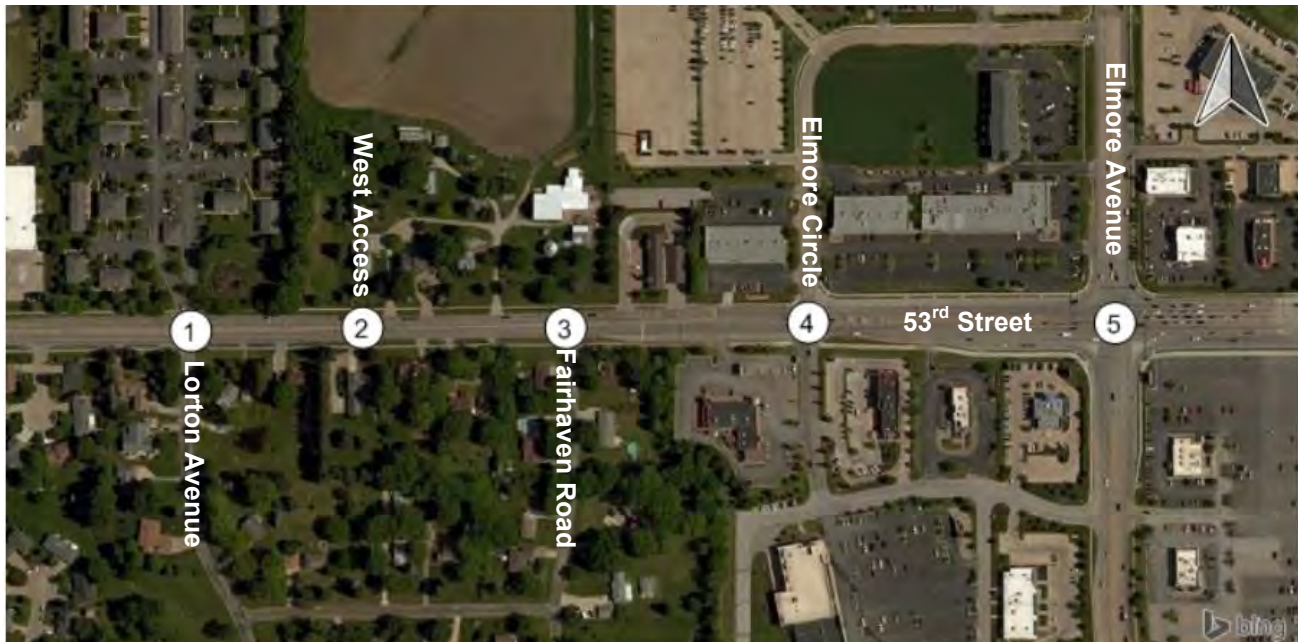 West Access
Elmore Circle
Elmore Avenue
1
2
3
4
53rd Street
5
Lorton Avenue
Fairhaven Road
bing